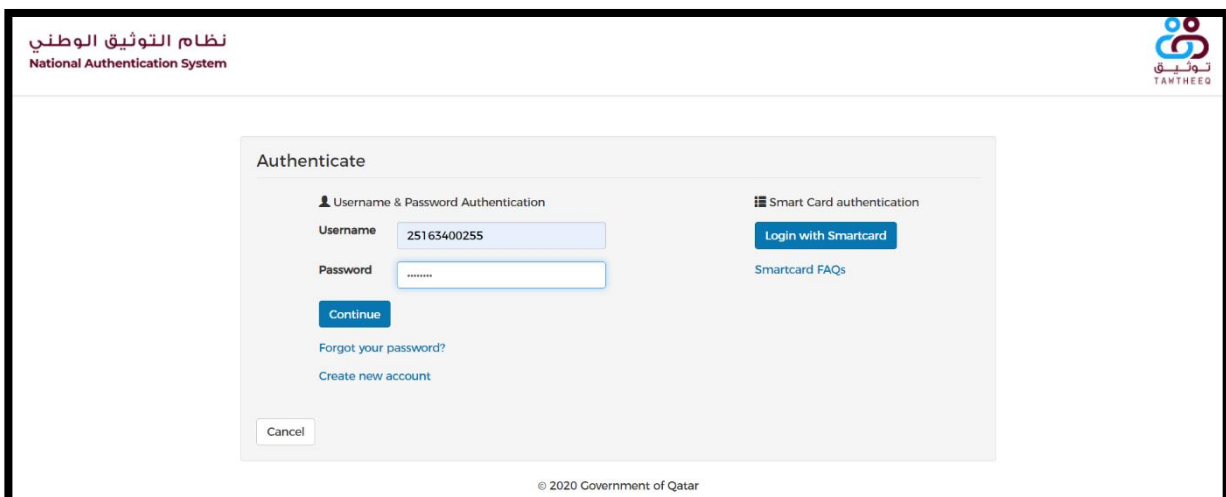 نظام التوثيق الوطني
National Authentication System
توثيق
TAWTHEEQ
Authenticate
Username & Password Authentication
Username
25163400255
Password
........
Continue
Forgot your password?
Create new account
Smart Card authentication
Login with Smartcard
Smartcard FAQs
Cancel
© 2020 Government of Qatar